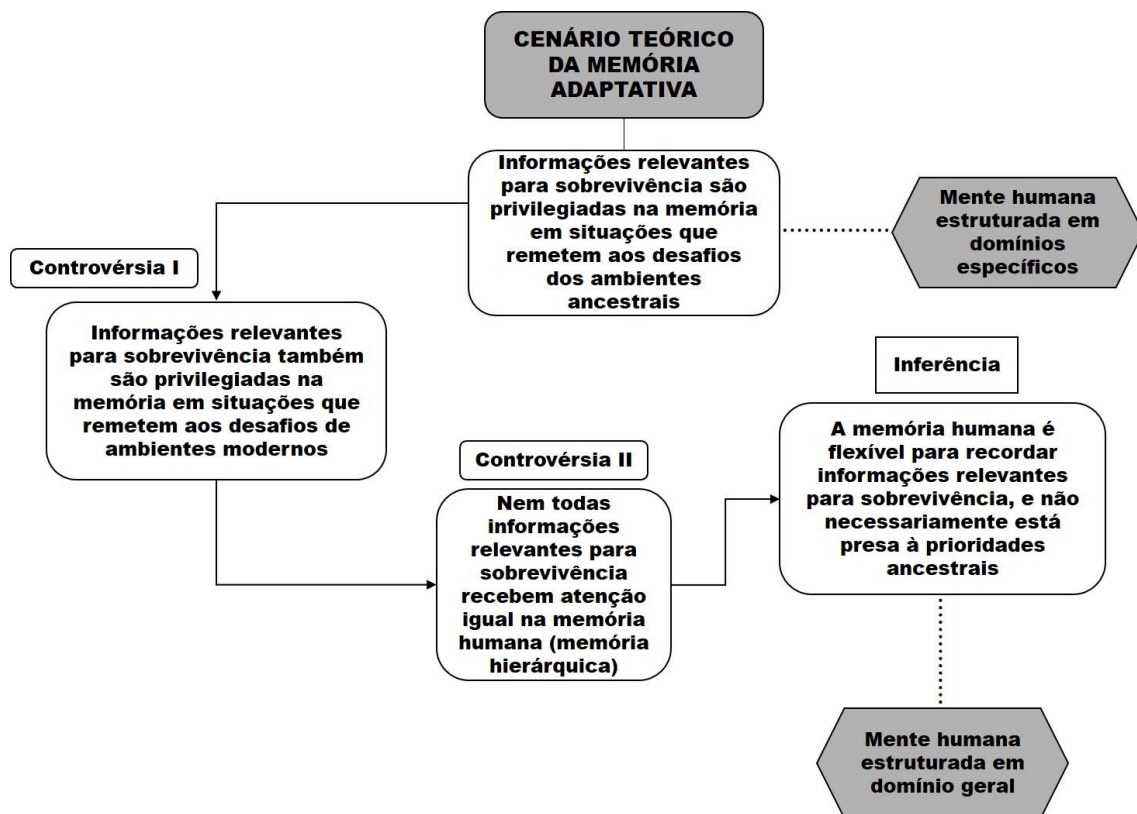 CENÁRIO TEÓRICO
DA MEMÓRIA
ADAPTATIVA
Informações relevantes
para sobrevivência são
privilegiadas na memória
em situações que
remetem aos desafios
dos ambientes
ancestrais
Mente humana
estruturada em
domínios
específicos
Controvérsia I
Informações relevantes
para sobrevivência também
são privilegiadas na
memória em situações que
remetem aos desafios de
ambientes modernos
Controvérsia II
Nem todas
informações
relevantes para
sobrevivência
recebem atenção
igual na memória
humana (memória
hierárquica)
Inferência
A memória humana é
flexível para recordar
informações relevantes
para sobrevivência, e não
necessariamente está
presa à prioridades
ancestrais
Mente humana
estruturada em
domínio geral